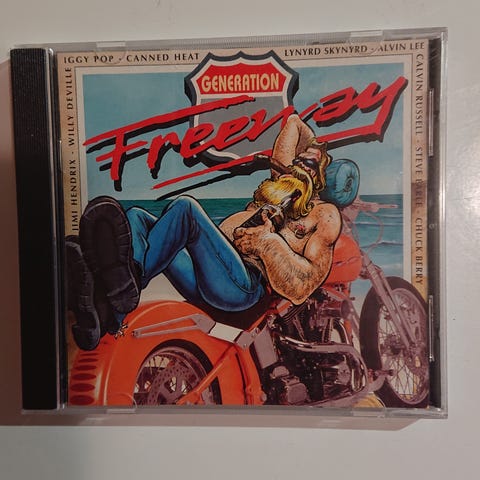 IGGY POP - CANNED HEAT
LYNYRD SKYNYRD - ALVIN LEE
JIMI HENDRIX - WILLY DEVILLE
CALVIN RUSSELL - STEVE EARLE - CHUCK BERRY
GENERATION
Freeway